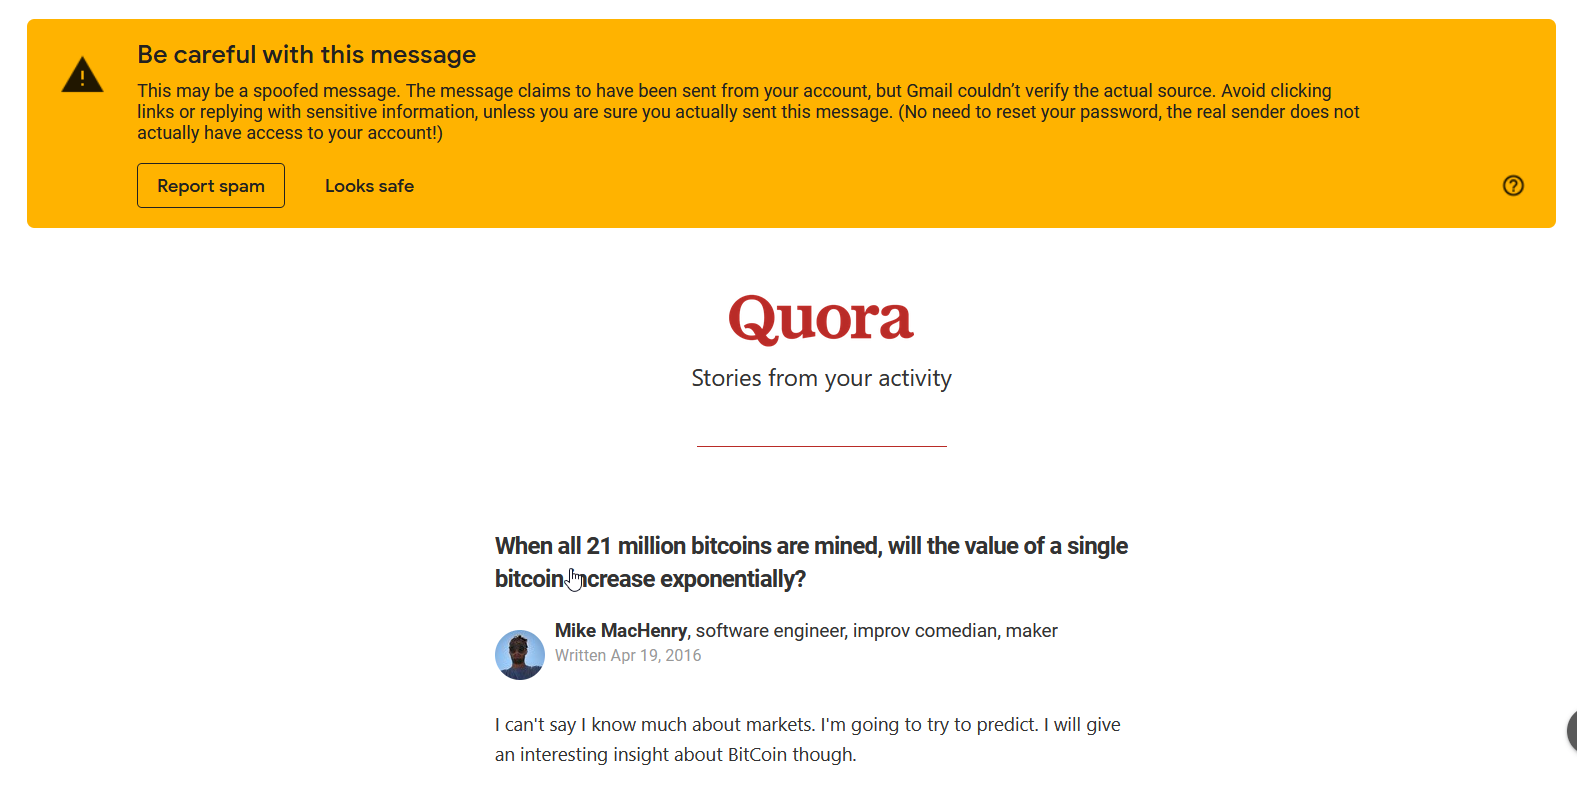 Be careful with this message
This may be a spoofed message. The message claims to have been sent from your account, but Gmail couldn’t verify the actual source. Avoid clicking
links or replying with sensitive information, unless you are sure you actually sent this message. (No need to reset your password, the real sender does not
actually have access to your account!)
Report spam Looks safe
Quora
Stories from your activity
When all 21 million bitcoins are mined, will the value of a single
bitcoin increase exponentially?
Mike MacHenry, software engineer, improv comedian, maker
Written Apr 19, 2016
I can't say I know much about markets. I'm going to try to predict. I will give
an interesting insight about BitCoin though.